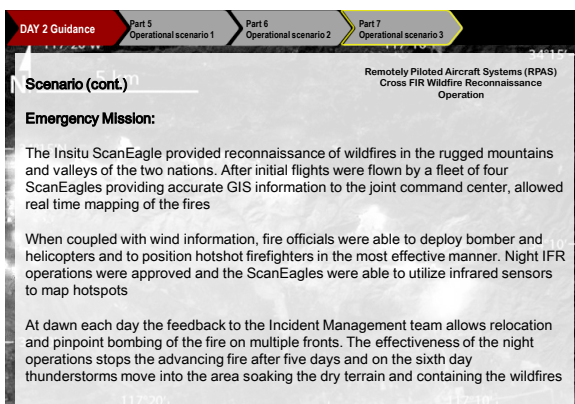 DAY 2 Guidance
Part 5
Operational scenario 1
Part 6
Operational scenario 2
Part 7
Operational scenario 3
34°15'
Remotely Piloted Aircraft Systems (RPAS)
Cross FIR Wildfire Reconnaissance
Operation
Scenario (cont.)
Emergency Mission:
The Insitu ScanEagle provided reconnaissance of wildfires in the rugged mountains
and valleys of the two nations. After initial flights were flown by a fleet of four
ScanEagles providing accurate GIS information to the joint command center, allowed
real time mapping of the fires
When coupled with wind information, fire officials were able to deploy bomber and
helicopters and to position hotshot firefighters in the most effective manner. Night IFR
operations were approved and the ScanEagles were able to utilize infrared sensors
to map hotspots
At dawn each day the feedback to the Incident Management team allows relocation
and pinpoint bombing of the fire on multiple fronts. The effectiveness of the night
operations stops the advancing fire after five days and on the sixth day
thunderstorms move into the area soaking the dry terrain and containing the wildfires